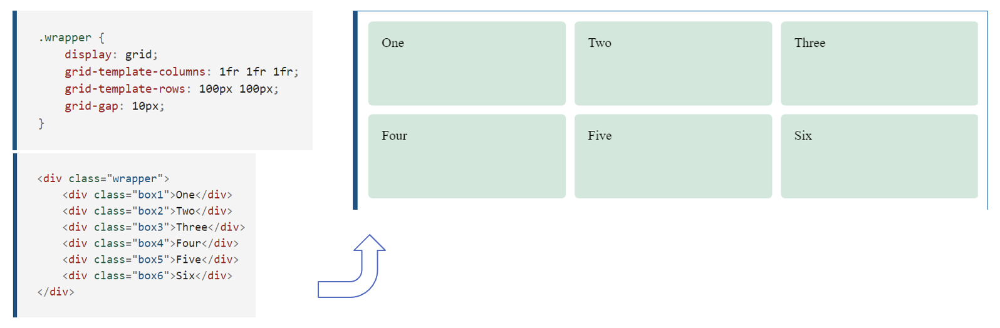 .wrapper {
display: grid;
grid-template-columns: 1fr 1fr 1fr;
grid-template-rows: 100px 100px;
grid-gap: 10px;
}
<div class="wrapper">
<div class="box1">One</div>
<div class="box2">Two</div>
<div class="box3">Three</div>
<div class="box4">Four</div>
<div class="box5">Five</div>
<div class="box6">Six</div>
</div>
One Two Three
Four Five Six